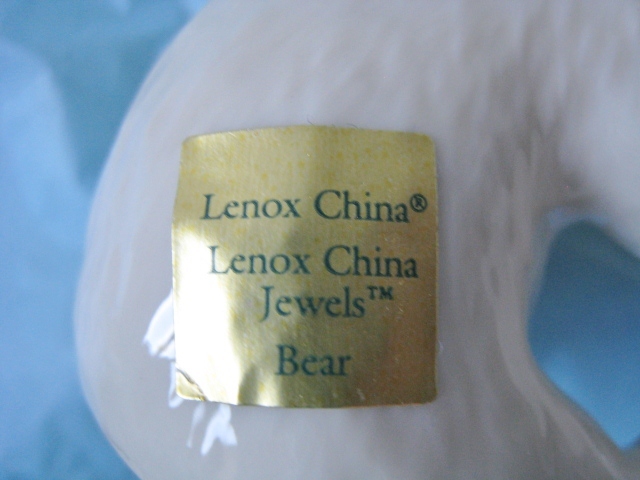 Lenox China®
Lenox China
Jewels™
Bear